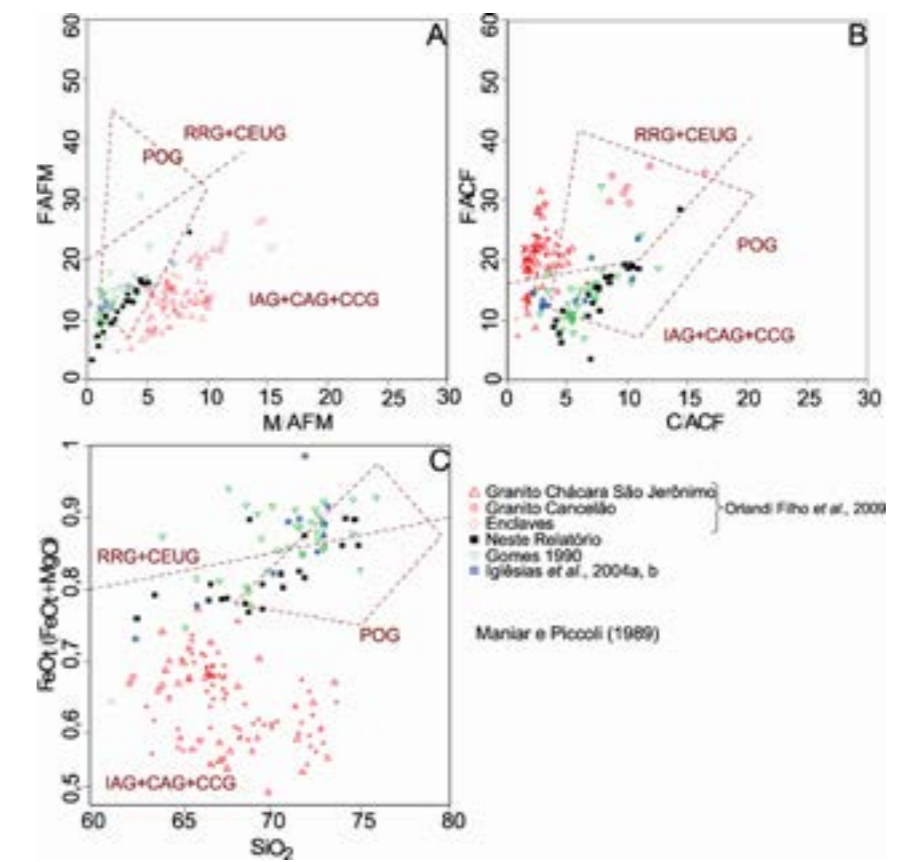 A
60
50
40
30
20
10
0
F AFM
RRG+CEUG
POG
IAG+CAG+CCG
0 5 10 15 20 25 30
M AFM
B
60
50
40
30
20
10
0
F ACF
RRG+CEUG
POG
IAG+CAG+CCG
0 5 10 15 20 25 30
C ACF
C
1
0,9
0,8
0,7
0,6
0,5
FeOt (FeOt+MgO)
RRG+CEUG
POG
IAG+CAG+CCG
60 65 70 75 80
SiO2
Granito Chácara São Jerônimo
Granito Cancelão
Enclaves
Orlandi Filho et al., 2009
Neste Relatório
Gomes 1990
Iglésias et al., 2004a, b
Maniar e Piccoli (1989)